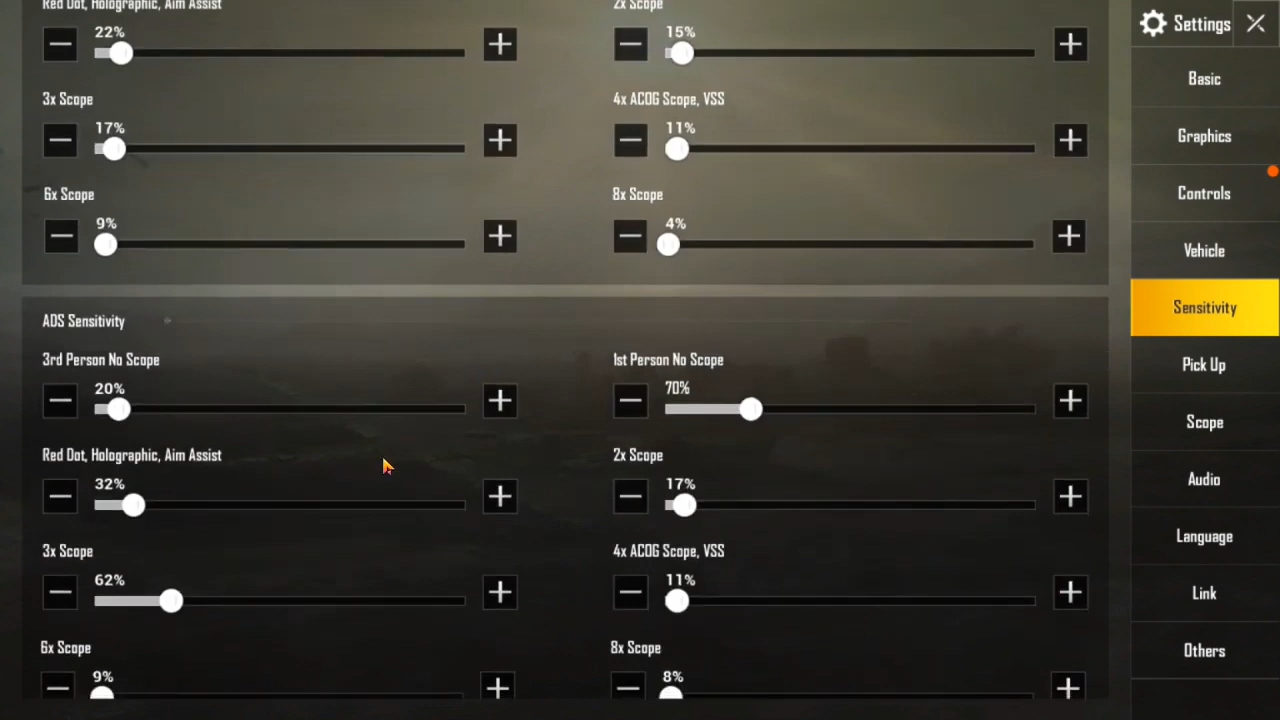 Red Dot, Holographic, Aim Assist
22%
2x Scope
15%
3x Scope
17%
4x ACOG Scope, VSS
11%
6x Scope
9%
8x Scope
4%
ADS Sensitivity
3rd Person No Scope
20%
1st Person No Scope
70%
Red Dot, Holographic, Aim Assist
32%
2x Scope
17%
3x Scope
62%
4x ACOG Scope, VSS
11%
6x Scope
9%
8x Scope
8%
Settings
Basic
Graphics
Controls
Vehicle
Sensitivity
Pick Up
Scope
Audio
Language
Link
Others